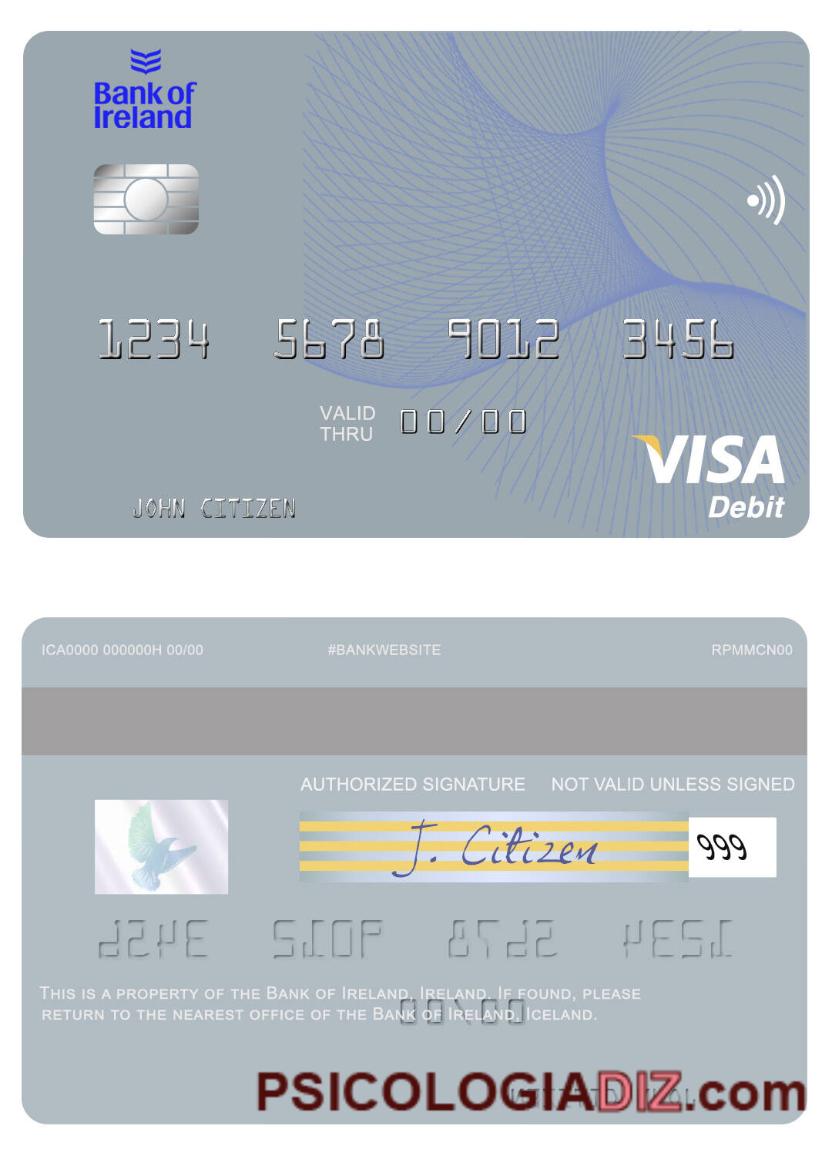 Bank of
Ireland
1234 5678 9012 3456
VALID
THRU 00/00
JOHN CITIZEN
VISA
Debit
ICA0000 000000H 00/00 #BANKWEBSITE RPMMCN00
AUTHORIZED SIGNATURE NOT VALID UNLESS SIGNED
J. Citizen 999
THIS IS A PROPERTY OF THE BANK OF IRELAND, IRELAND. IF FOUND, PLEASE
RETURN TO THE NEAREST OFFICE OF THE BANK OF IRELAND, ICELAND.
PSICOLOGIADIZ.com